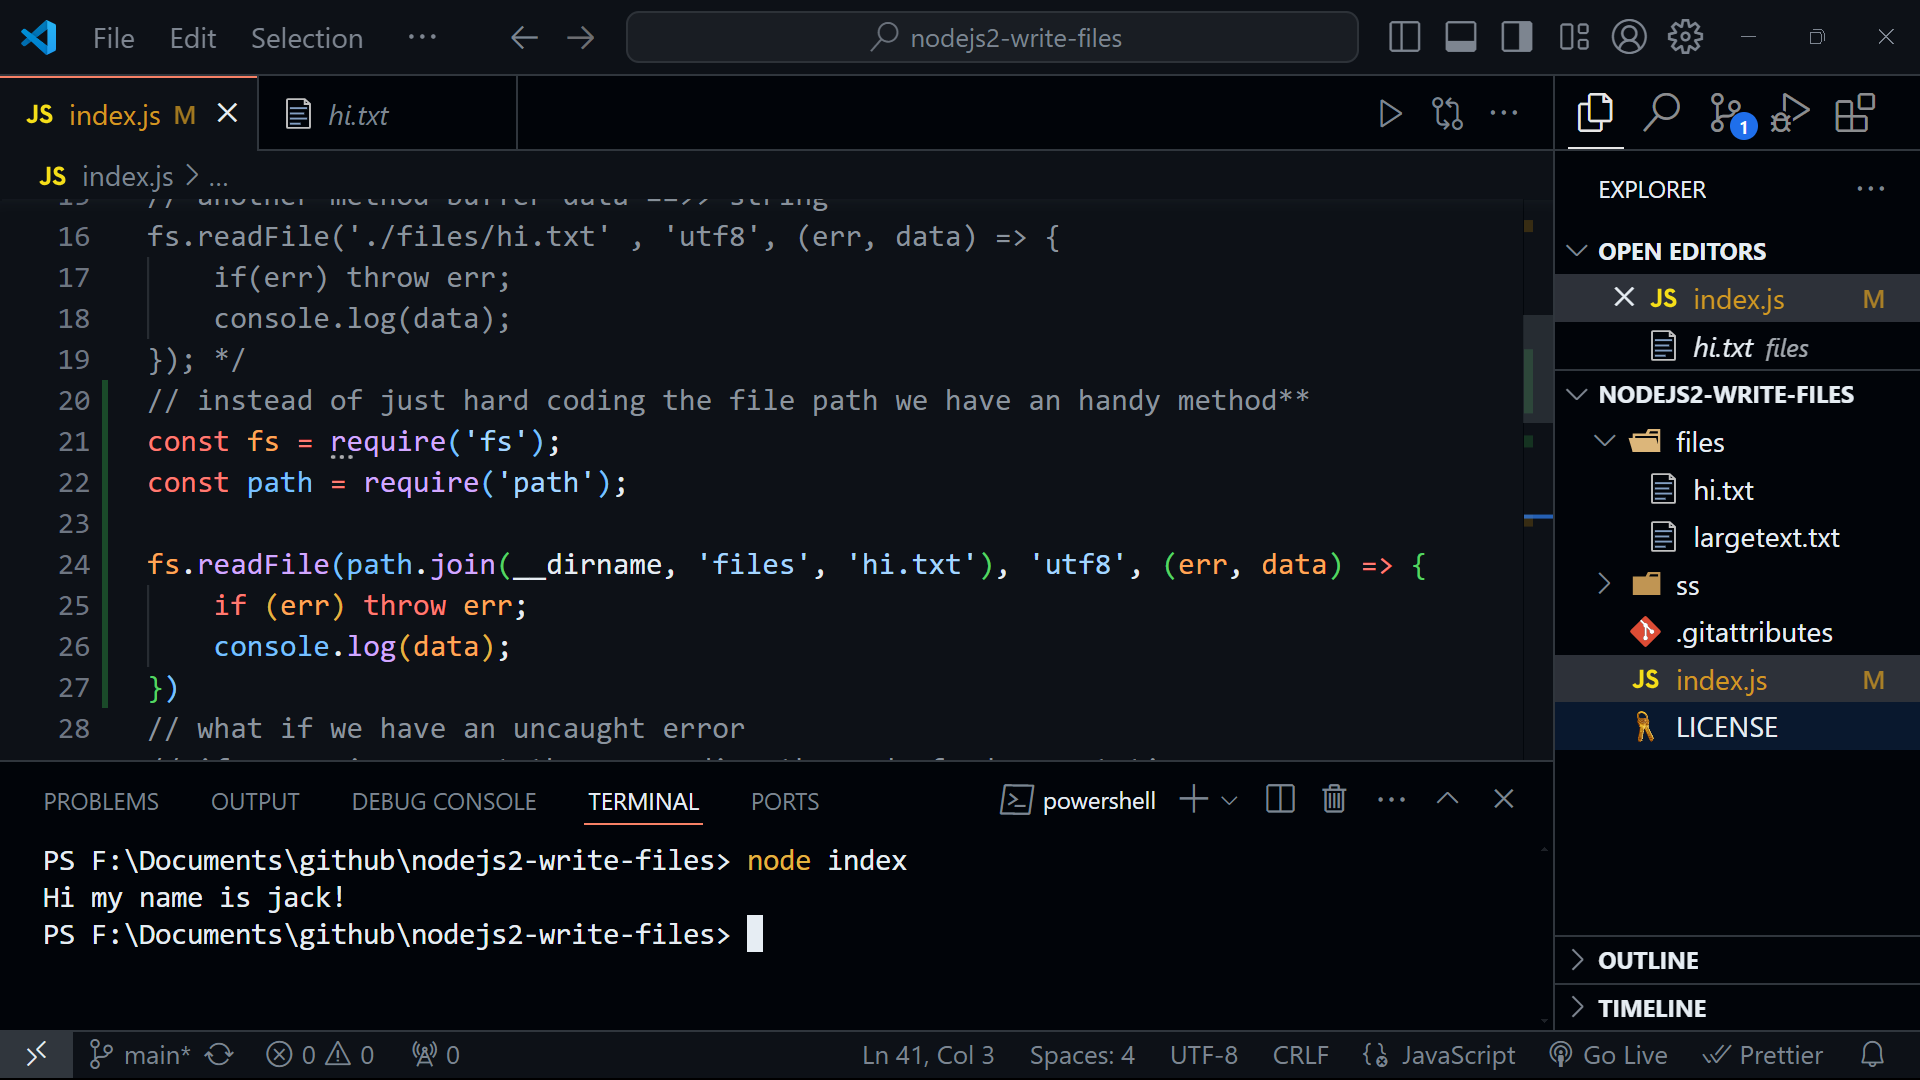 File Edit Selection ··· nodejs2-write-files
JS index.js M hi.txt
JS index.js > ...
15 // another method buffer data ==>> string
16 fs.readFile('./files/hi.txt' , 'utf8', (err, data) => {
17 if(err) throw err;
18 console.log(data);
19 }); */
20 // instead of just hard coding the file path we have an handy method**
21 const fs = require('fs');
22 const path = require('path');
23
24 fs.readFile(path.join(__dirname, 'files', 'hi.txt'), 'utf8', (err, data) => {
25 if (err) throw err;
26 console.log(data);
27 })
28 // what if we have an uncaught error
PROBLEMS OUTPUT DEBUG CONSOLE TERMINAL PORTS powershell
PS F:\Documents\github\nodejs2-write-files> node index
Hi my name is jack!
PS F:\Documents\github\nodejs2-write-files>
1
EXPLORER
OPEN EDITORS
JS index.js M
hi.txt files
NODEJS2-WRITE-FILES
files
hi.txt
largetext.txt
ss
.gitattributes
JS index.js M
LICENSE
OUTLINE
TIMELINE
main* 0 0 0 Ln 41, Col 3 Spaces: 4 UTF-8 CRLF JavaScript Go Live Prettier